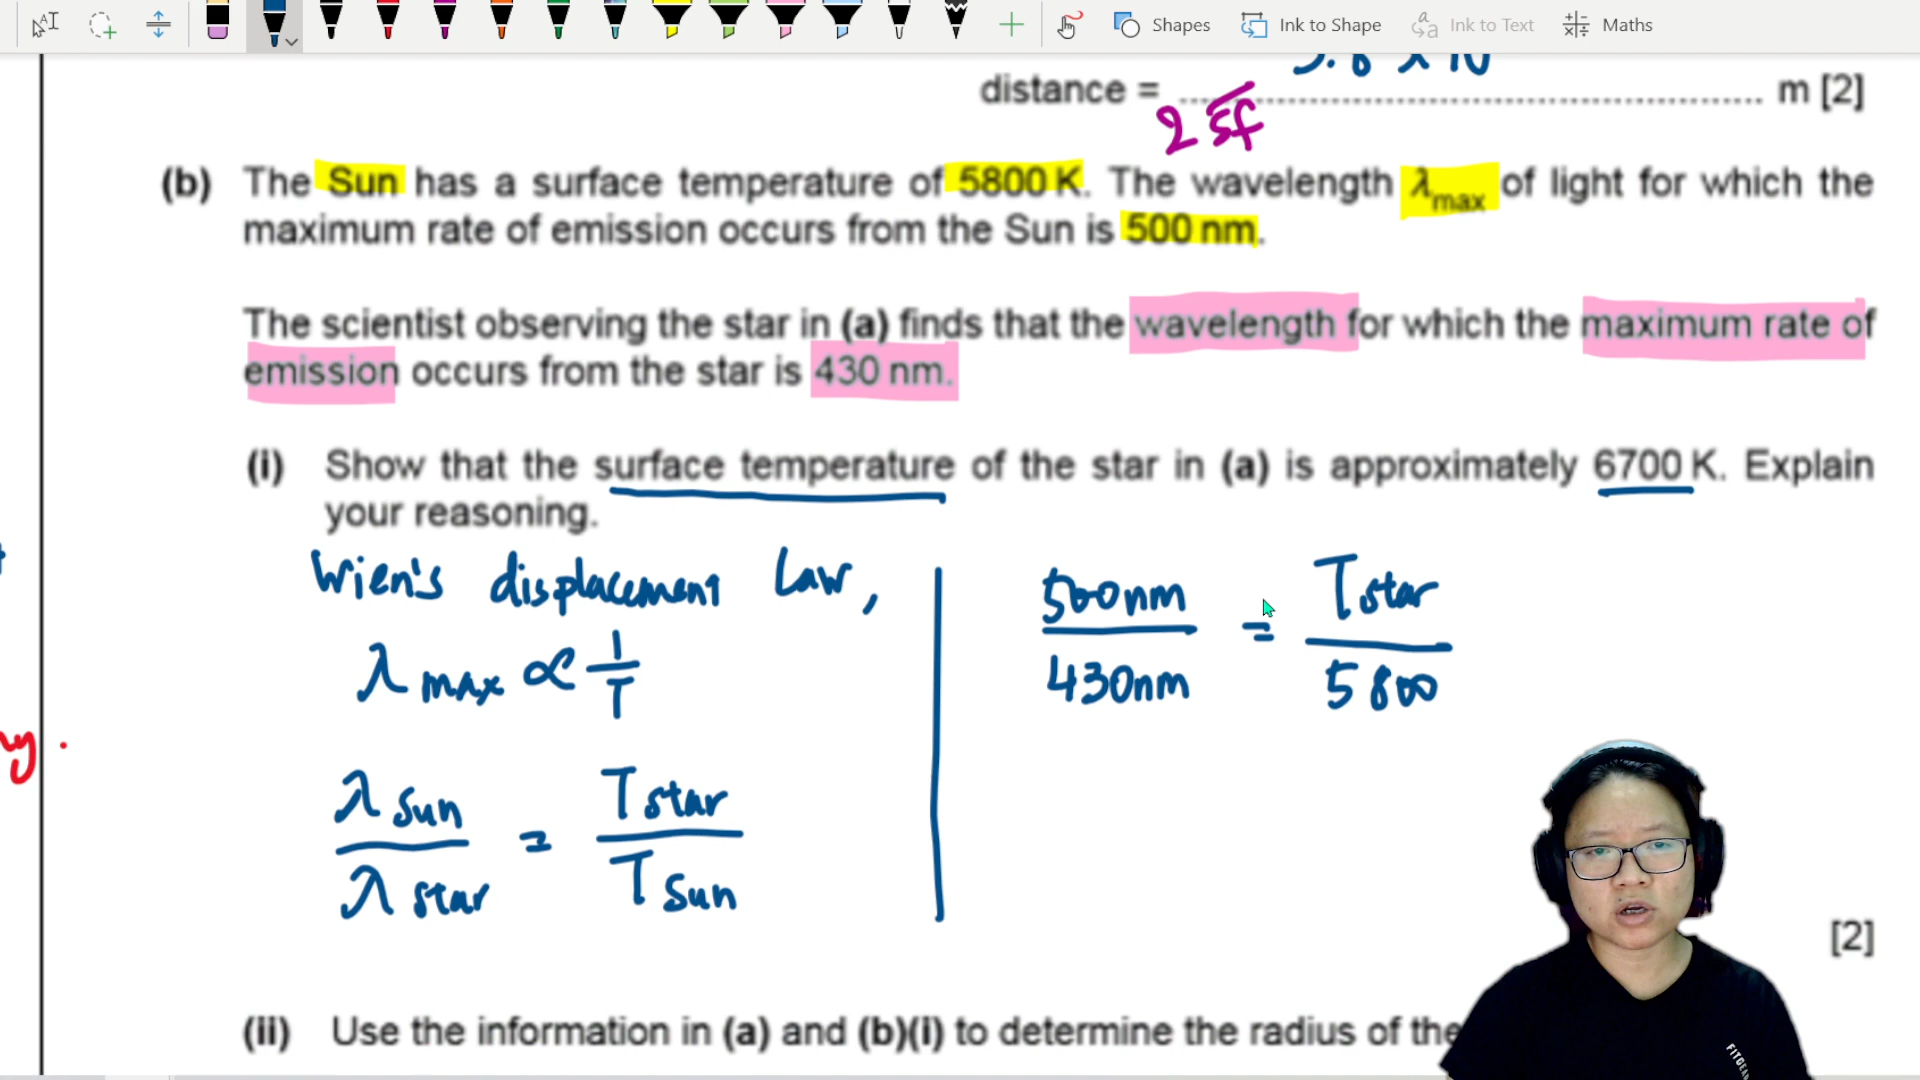 Shapes Ink to Shape Ink to Text Maths
distance = m [2]
2 sf
(b) The Sun has a surface temperature of 5800 K. The wavelength λmax of light for which the
maximum rate of emission occurs from the Sun is 500 nm.
The scientist observing the star in (a) finds that the wavelength for which the maximum rate of
emission occurs from the star is 430 nm.
(i) Show that the surface temperature of the star in (a) is approximately 6700 K. Explain
your reasoning.
Wien's displacement Law,
λ max ∝ 1/T
λ sun / λ star = T star / T sun
500nm / 430nm = T star / 5800
[2]
(ii) Use the information in (a) and (b)(i) to determine the radius of the